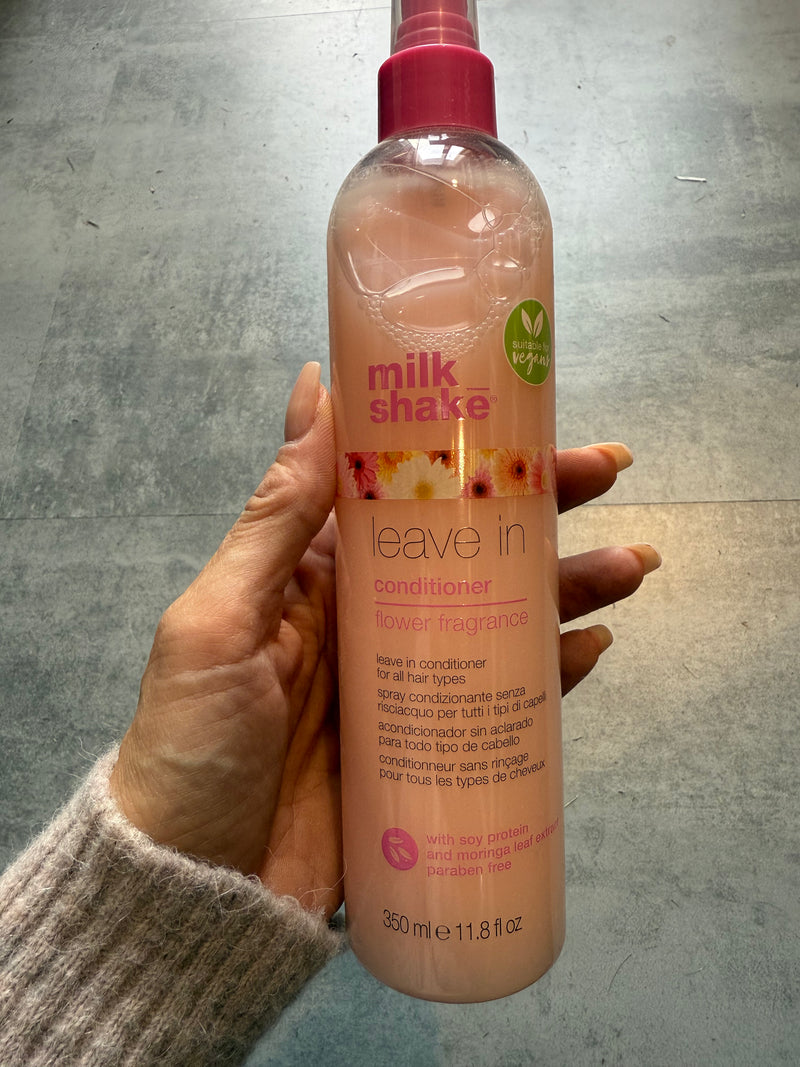 suitable for
vegans
milk_
shake®
leave in
conditioner
flower fragrance
leave in conditioner
for all hair types
spray condizionante senza
risciacquo per tutti i tipi di capelli
acondicionador sin aclarado
para todo tipo de cabello
conditionneur sans rinçage
pour tous les types de cheveux
with soy protein
and moringa leaf extract
paraben free
350 ml e 11.8 fl oz